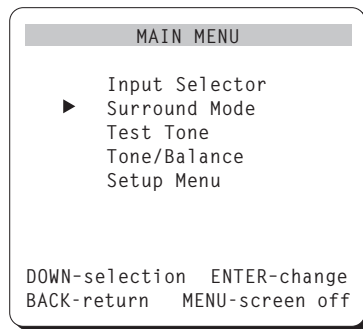 MAIN MENU
Input Selector
Surround Mode
Test Tone
Tone/Balance
Setup Menu
DOWN-selection ENTER-change
BACK-return MENU-screen off